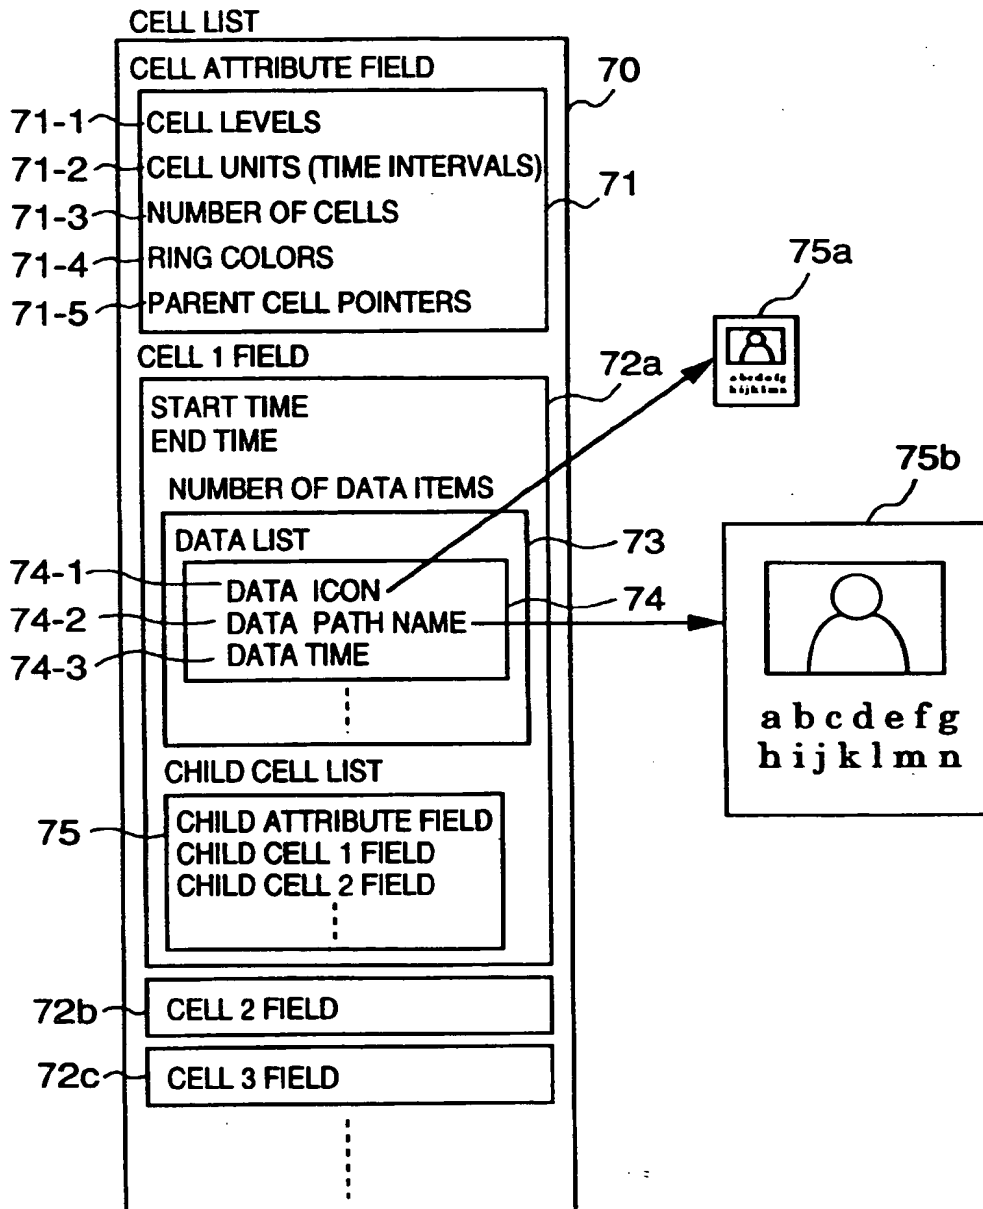 CELL LIST
CELL ATTRIBUTE FIELD
70
71-1 CELL LEVELS
71-2 CELL UNITS (TIME INTERVALS)
71
71-3 NUMBER OF CELLS
71-4 RING COLORS
71-5 PARENT CELL POINTERS
75a
abcdefg
hijklmn
CELL 1 FIELD
72a
START TIME
END TIME
NUMBER OF DATA ITEMS
DATA LIST
73
74-1 DATA ICON
74
74-2 DATA PATH NAME
74-3 DATA TIME
75b
abcdefg
hijklmn
CHILD CELL LIST
75
CHILD ATTRIBUTE FIELD
CHILD CELL 1 FIELD
CHILD CELL 2 FIELD
72b CELL 2 FIELD
72c CELL 3 FIELD